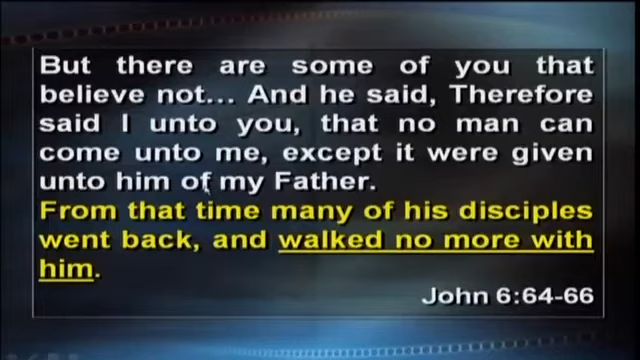 But there are some of you that
believe not... And he said, Therefore
said I unto you, that no man can
come unto me, except it were given
unto him of my Father.
From that time many of his disciples
went back, and walked no more with
him.
John 6:64-66